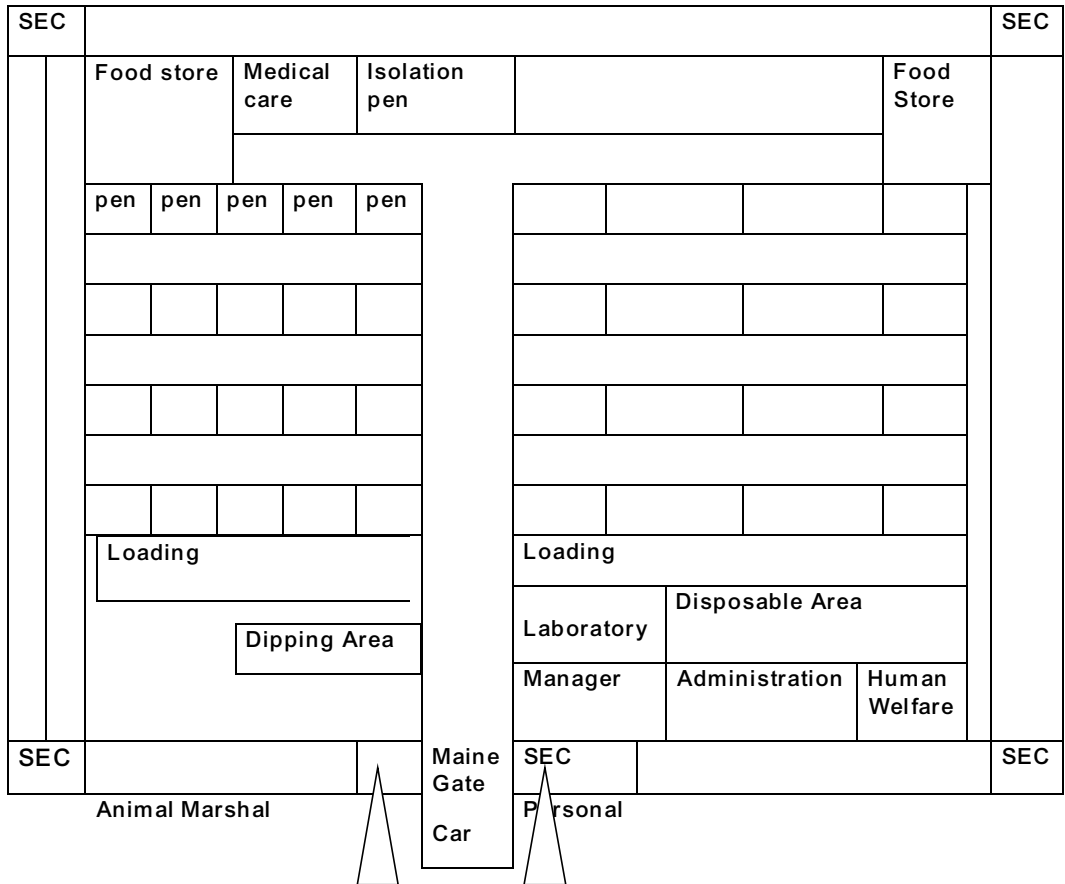 SEC
SEC
Food store
Medical
care
Isolation
pen
Food
Store
pen
pen
pen
pen
pen
Loading
Loading
Dipping Area
Laboratory
Disposable Area
Manager
Administration
Human
Welfare
SEC
Maine
Gate
Car
SEC
SEC
Animal Marshal
Personal